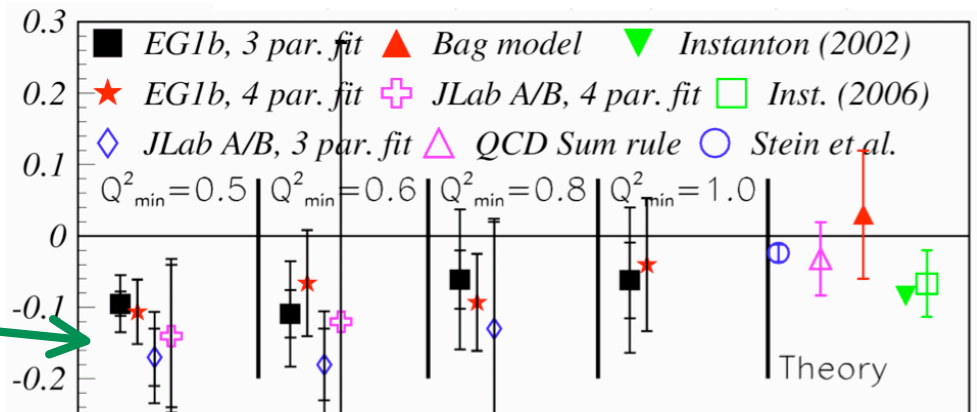 0.3
EG1b, 3 par. fit Bag model Instanton (2002)
0.2
EG1b, 4 par. fit JLab A/B, 4 par. fit Inst. (2006)
JLab A/B, 3 par. fit QCD Sum rule Stein et al.
0.1
Q²min=0.5 Q²min=0.6 Q²min=0.8 Q²min=1.0
0
-0.1
Theory
-0.2